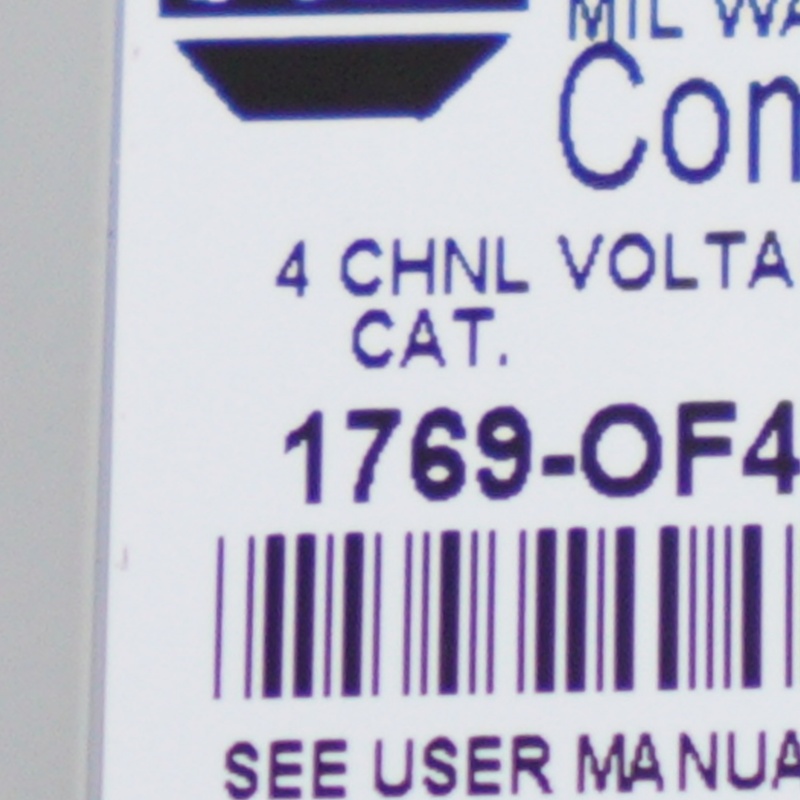 MIL WA
Con
4 CHNL VOLTA
CAT.
1769-OF4
SEE USER MANUA